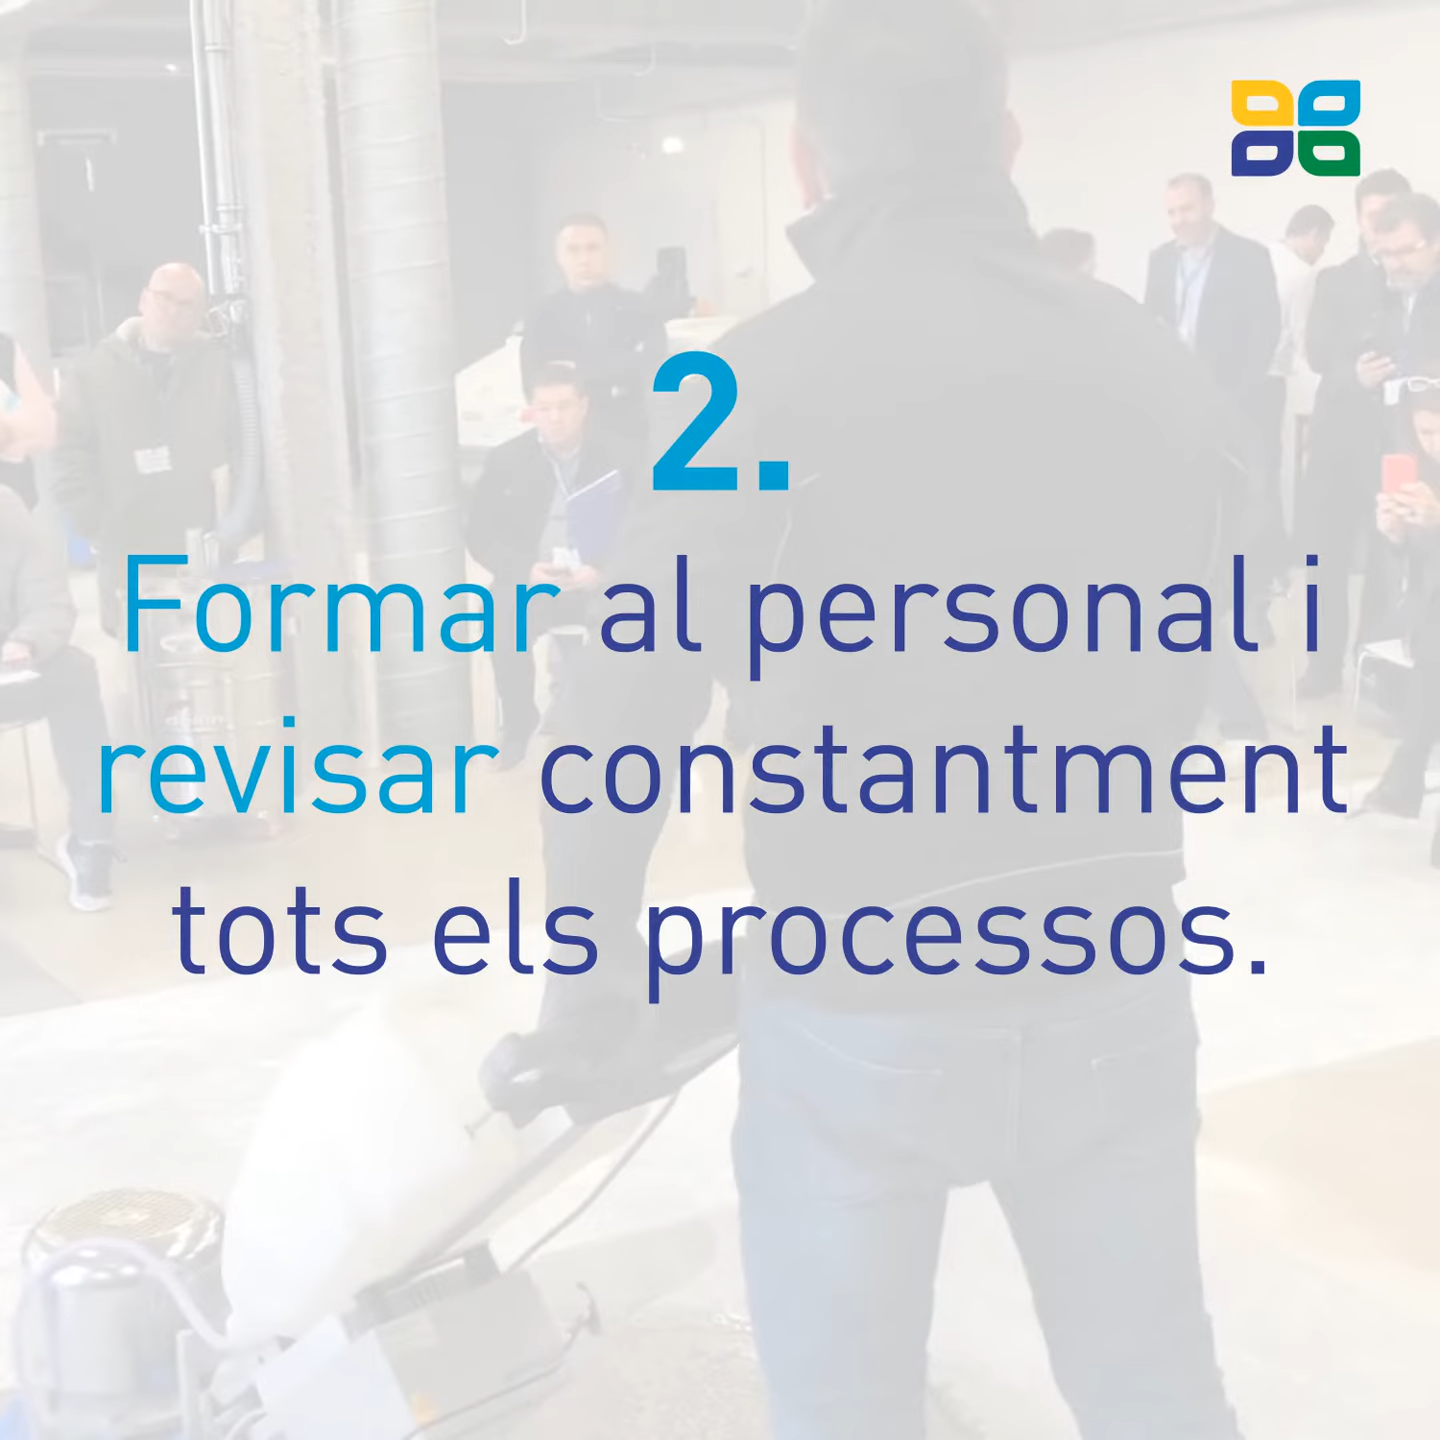 2.
Formar al personal i
revisar constantment
tots els processos.